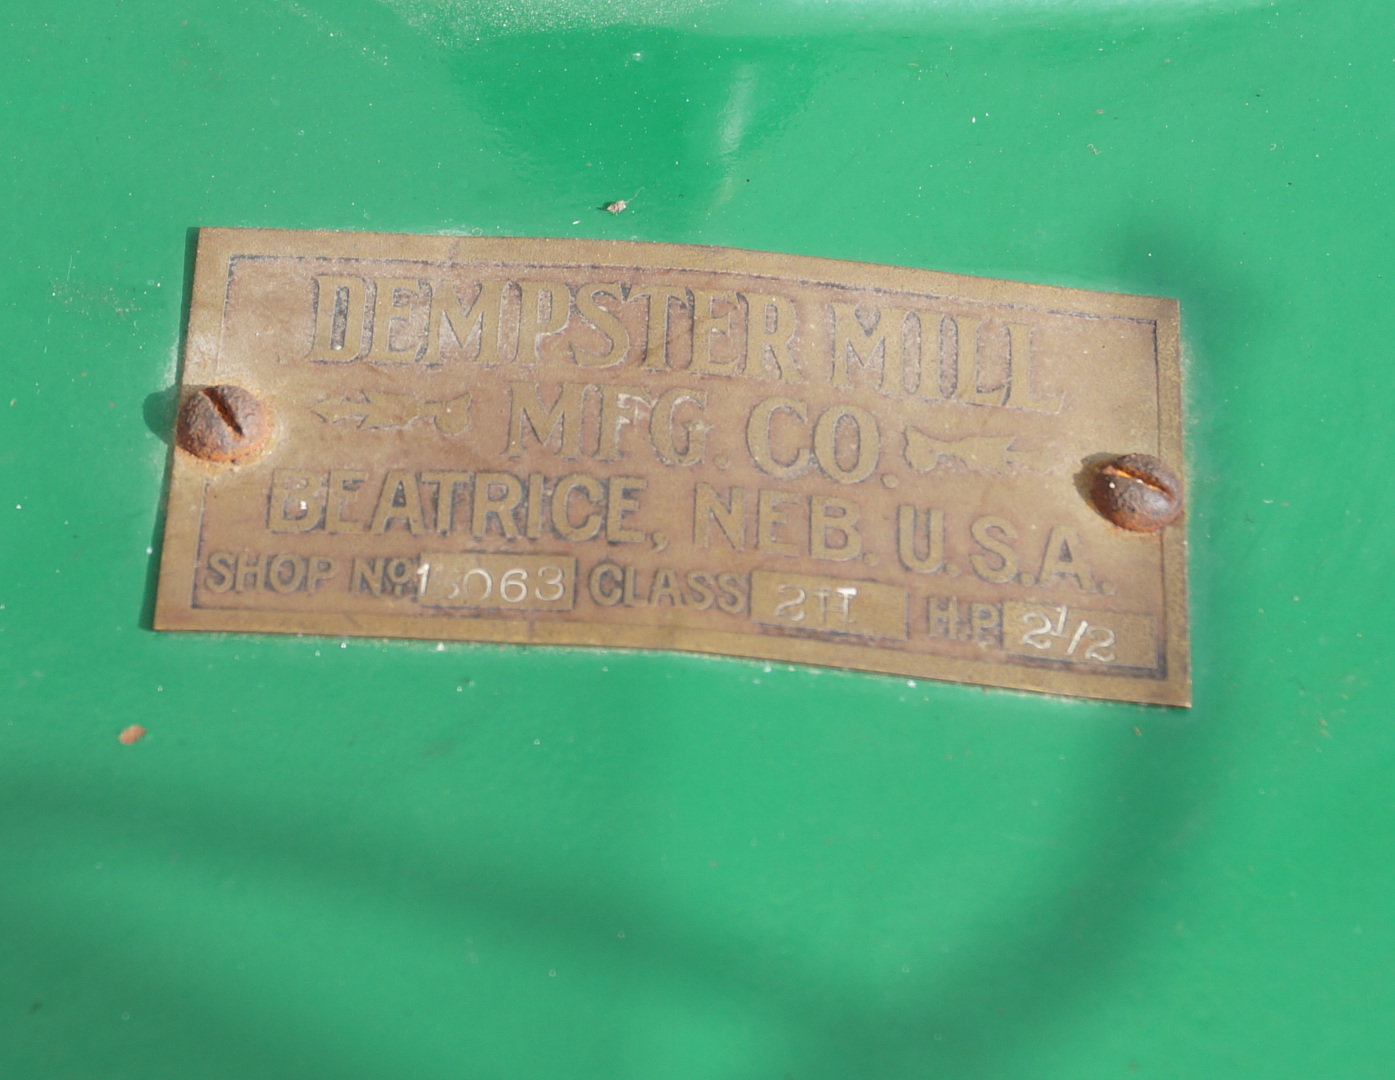 DEMPSTER MILL
MFG. CO.
BEATRICE, NEB. U.S.A.
SHOP No. CLASS H.P. 2 1/2